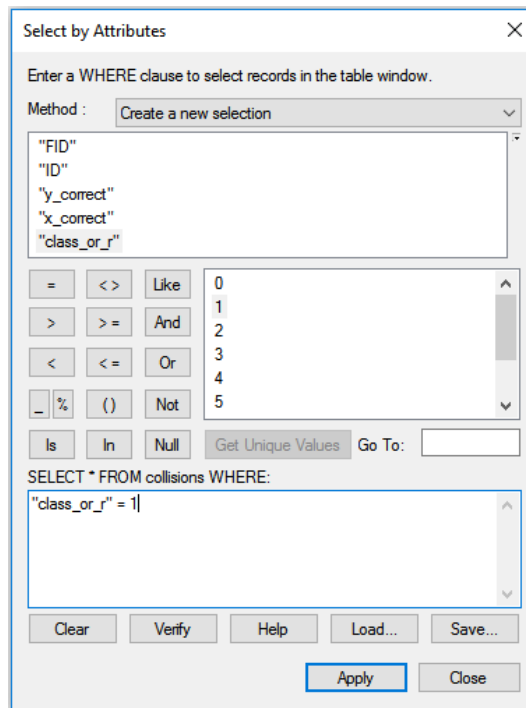 Select by Attributes
Enter a WHERE clause to select records in the table window.
Method : Create a new selection
"FID"
"ID"
"y_correct"
"x_correct"
"class_or_r"
= <> Like
> >= And
< <= Or
_ % () Not
Is In Null
0
1
2
3
4
5
Get Unique Values Go To:
SELECT * FROM collisions WHERE:
"class_or_r" = 1
Clear Verify Help Load... Save...
Apply Close